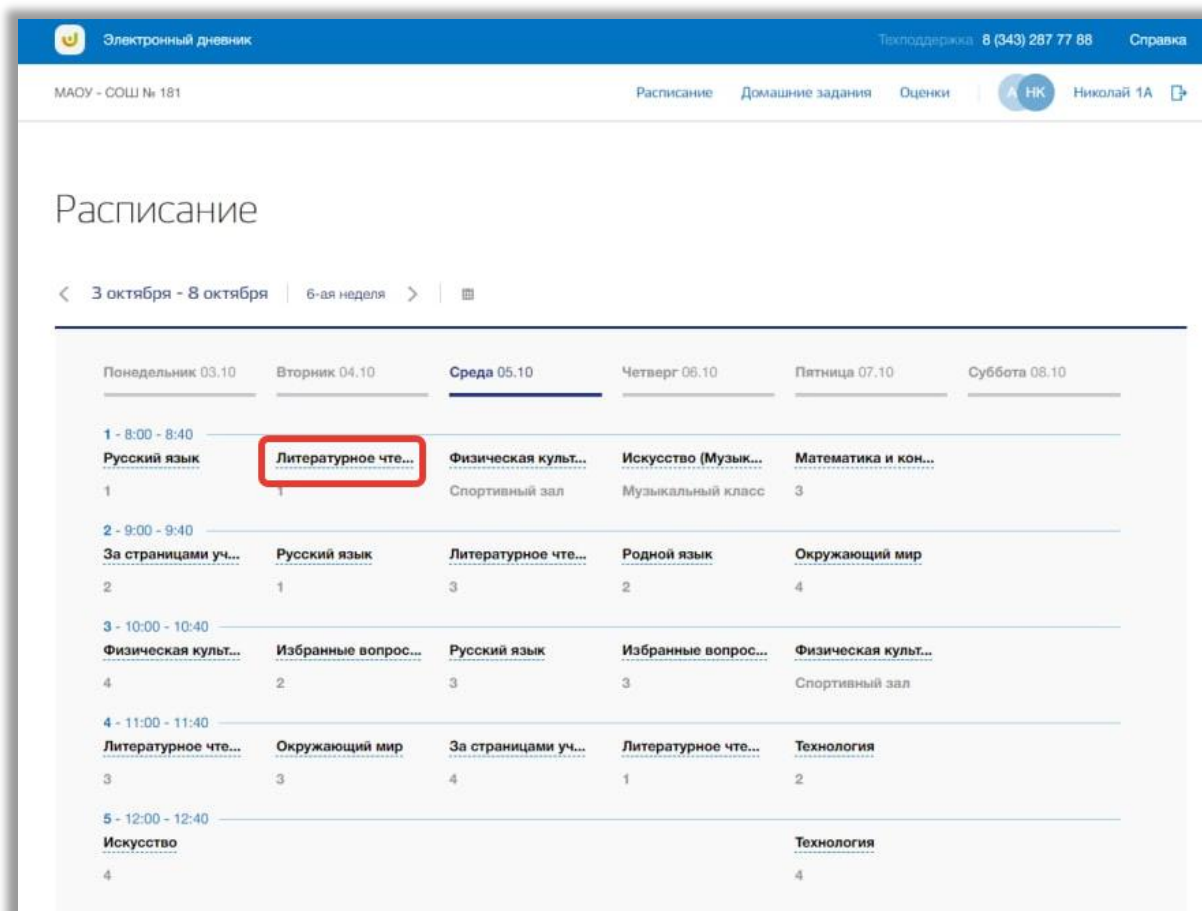 Электронный дневник Техподдержка 8 (343) 287 77 88 Справка
МАОУ - СОШ № 181 Расписание Домашние задания Оценки А НК Николай 1А
Расписание
3 октября - 8 октября 6-ая неделя
Понедельник 03.10 Вторник 04.10 Среда 05.10 Четверг 06.10 Пятница 07.10 Суббота 08.10
1 - 8:00 - 8:40
Русский язык Литературное чте... Физическая культ... Искусство (Музык... Математика и кон...
1 1 Спортивный зал Музыкальный класс 3
2 - 9:00 - 9:40
За страницами уч... Русский язык Литературное чте... Родной язык Окружающий мир
2 1 3 2 4
3 - 10:00 - 10:40
Физическая культ... Избранные вопрос... Русский язык Избранные вопрос... Физическая культ...
4 2 3 3 Спортивный зал
4 - 11:00 - 11:40
Литературное чте... Окружающий мир За страницами уч... Литературное чте... Технология
3 3 4 1 2
5 - 12:00 - 12:40
Искусство Технология
4 4